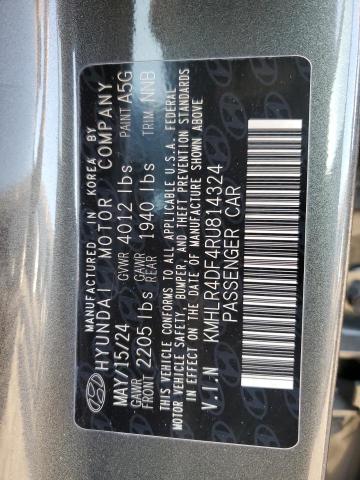 MANUFACTURED IN KOREA BY
HYUNDAI MOTOR COMPANY
MAY/15/24 GVWR 4012 lbs PAINT A5G
GAWR FRONT 2205 lbs GAWR REAR 1940 lbs TRIM NNB
THIS VEHICLE CONFORMS TO ALL APPLICABLE U.S.A. FEDERAL
MOTOR VEHICLE SAFETY, BUMPER, AND THEFT PREVENTION STANDARDS
IN EFFECT ON THE DATE OF MANUFACTURE SHOWN ABOVE
V.I.N KMHLR4DF4RU814324
PASSENGER CAR